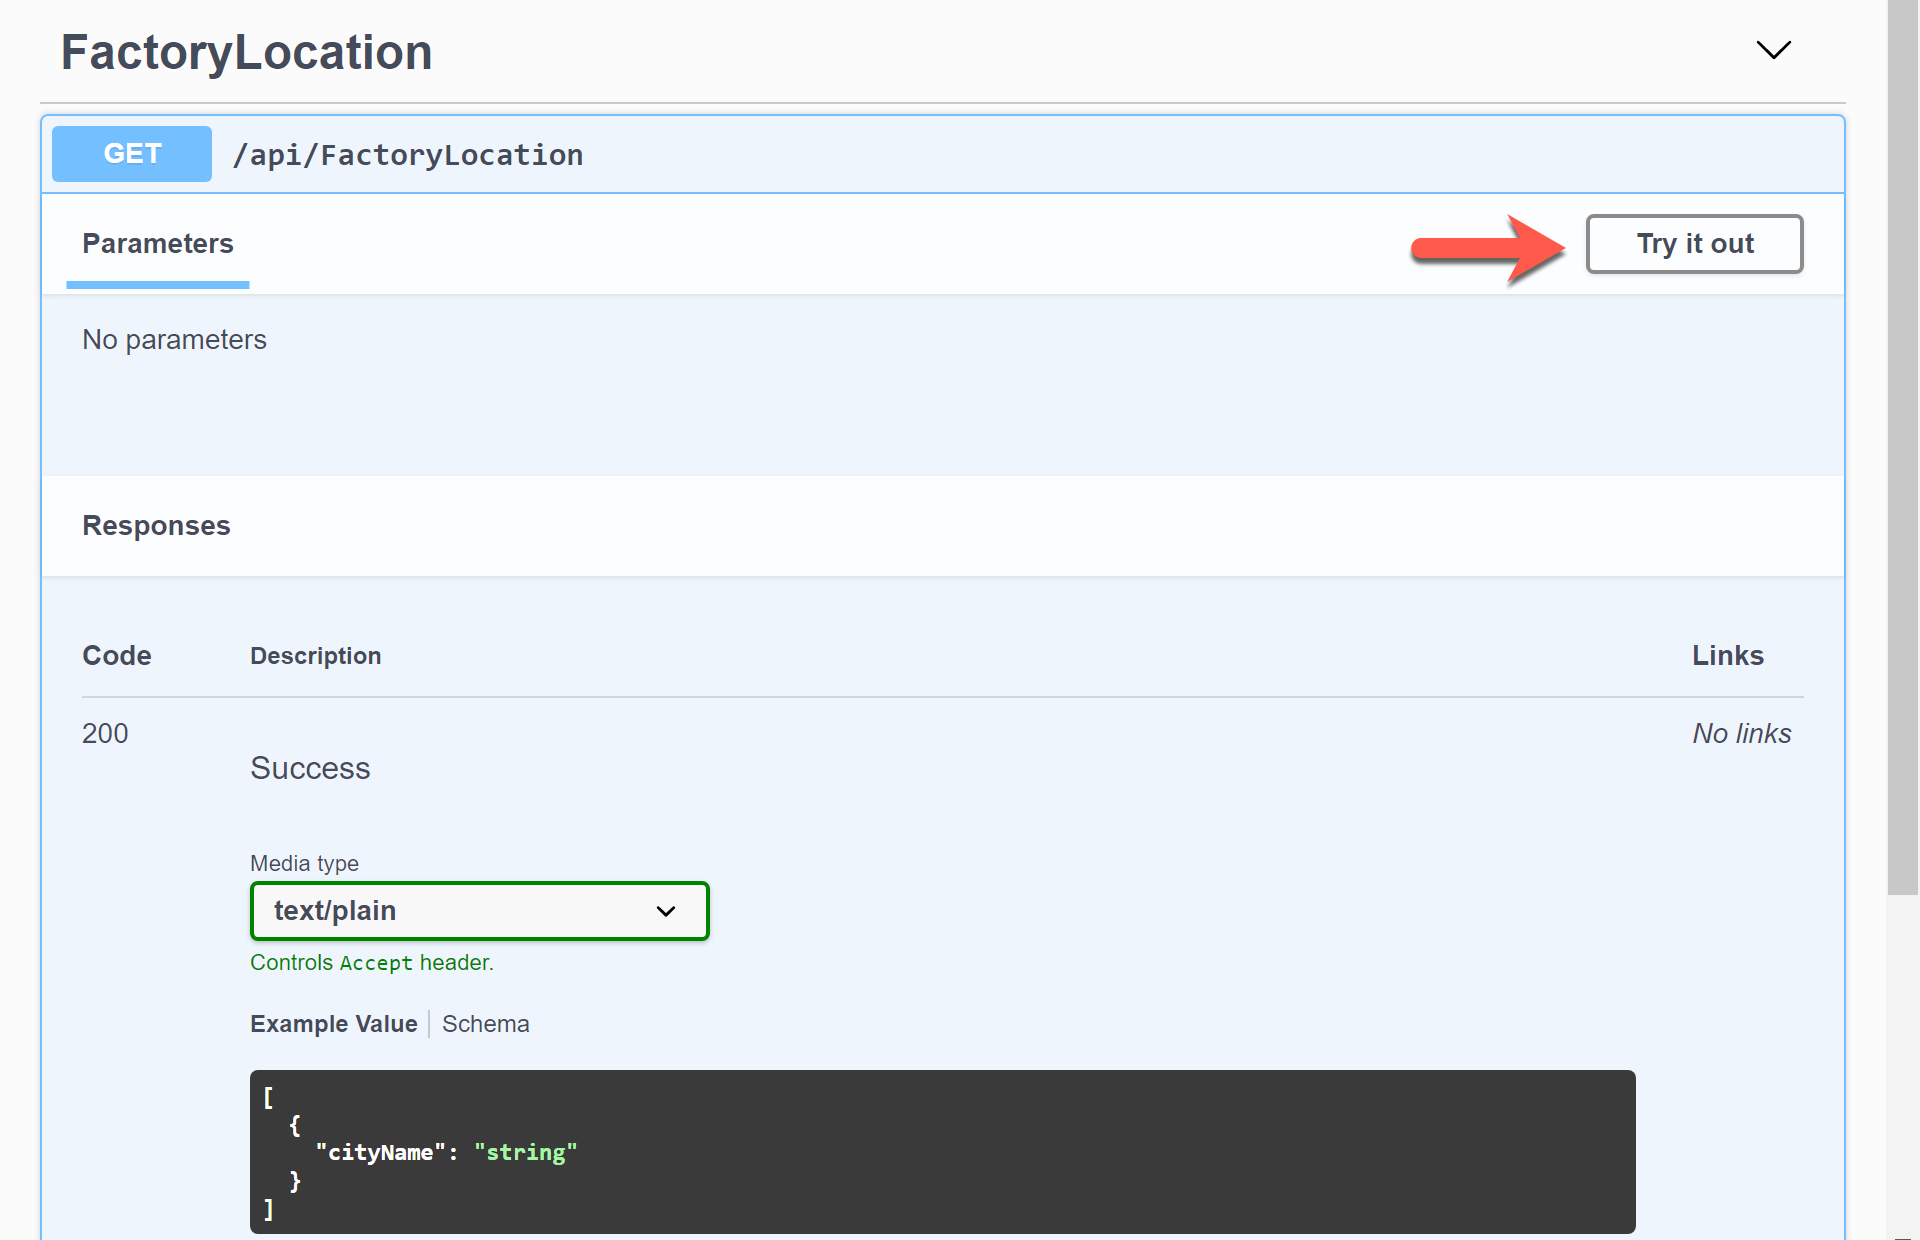 FactoryLocation
GET /api/FactoryLocation
Parameters
Try it out
No parameters
Responses
Code Description Links
200 No links
Success
Media type
text/plain
Controls Accept header.
Example Value Schema
[
{
"cityName": "string"
}
]